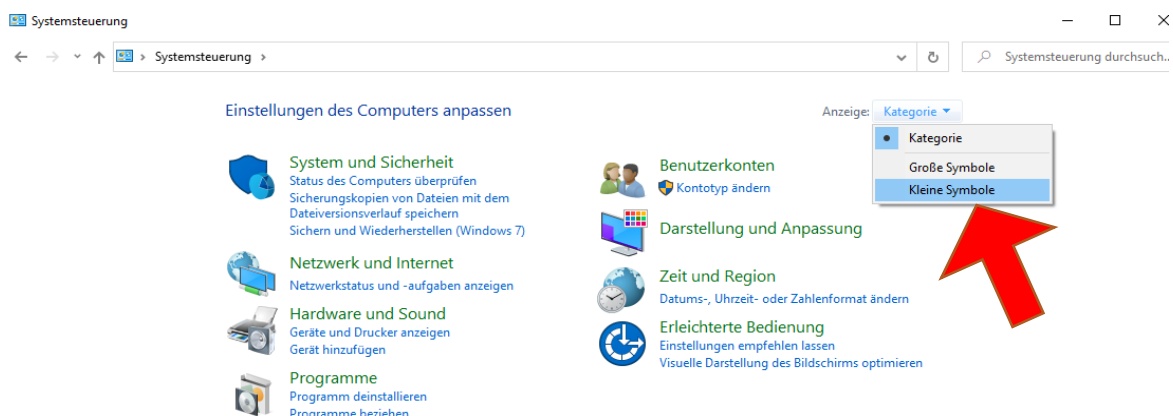 Systemsteuerung
Systemsteuerung
Systemsteuerung durchsuch..
Einstellungen des Computers anpassen
Anzeige: Kategorie
Kategorie
Große Symbole
Kleine Symbole
System und Sicherheit
Status des Computers überprüfen
Sicherungskopien von Dateien mit dem
Dateiversionsverlauf speichern
Sichern und Wiederherstellen (Windows 7)
Netzwerk und Internet
Netzwerkstatus und -aufgaben anzeigen
Hardware und Sound
Geräte und Drucker anzeigen
Gerät hinzufügen
Programme
Programm deinstallieren
Programme beziehen
Benutzerkonten
Kontotyp ändern
Darstellung und Anpassung
Zeit und Region
Datums-, Uhrzeit- oder Zahlenformat ändern
Erleichterte Bedienung
Einstellungen empfehlen lassen
Visuelle Darstellung des Bildschirms optimieren